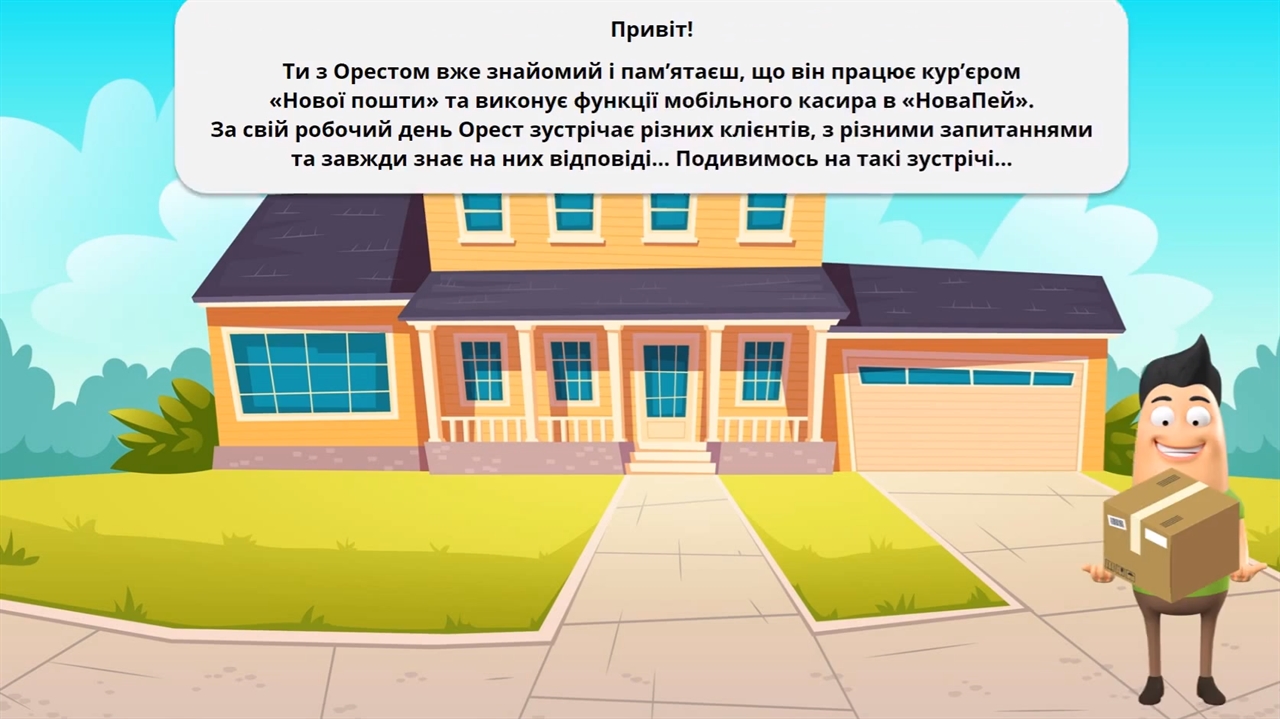 Привіт!
Ти з Орестом вже знайомий і пам’ятаєш, що він працює кур’єром
«Нової пошти» та виконує функції мобільного касира в «НоваПей».
За свій робочий день Орест зустрічає різних клієнтів, з різними запитаннями
та завжди знає на них відповіді... Подивимось на такі зустрічі...